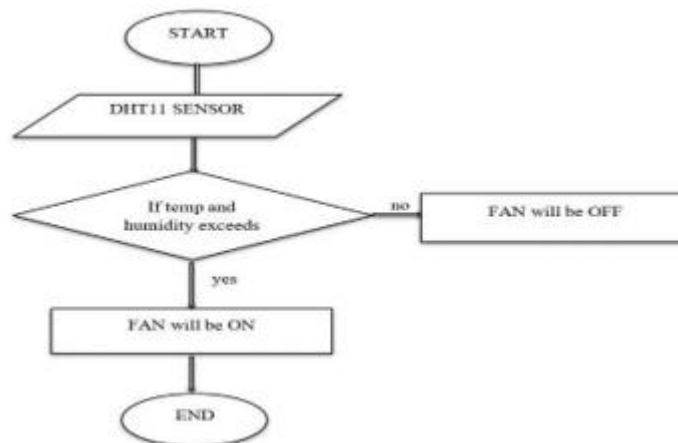 START
DHT11 SENSOR
If temp and
humidity exceeds
no
FAN will be OFF
yes
FAN will be ON
END